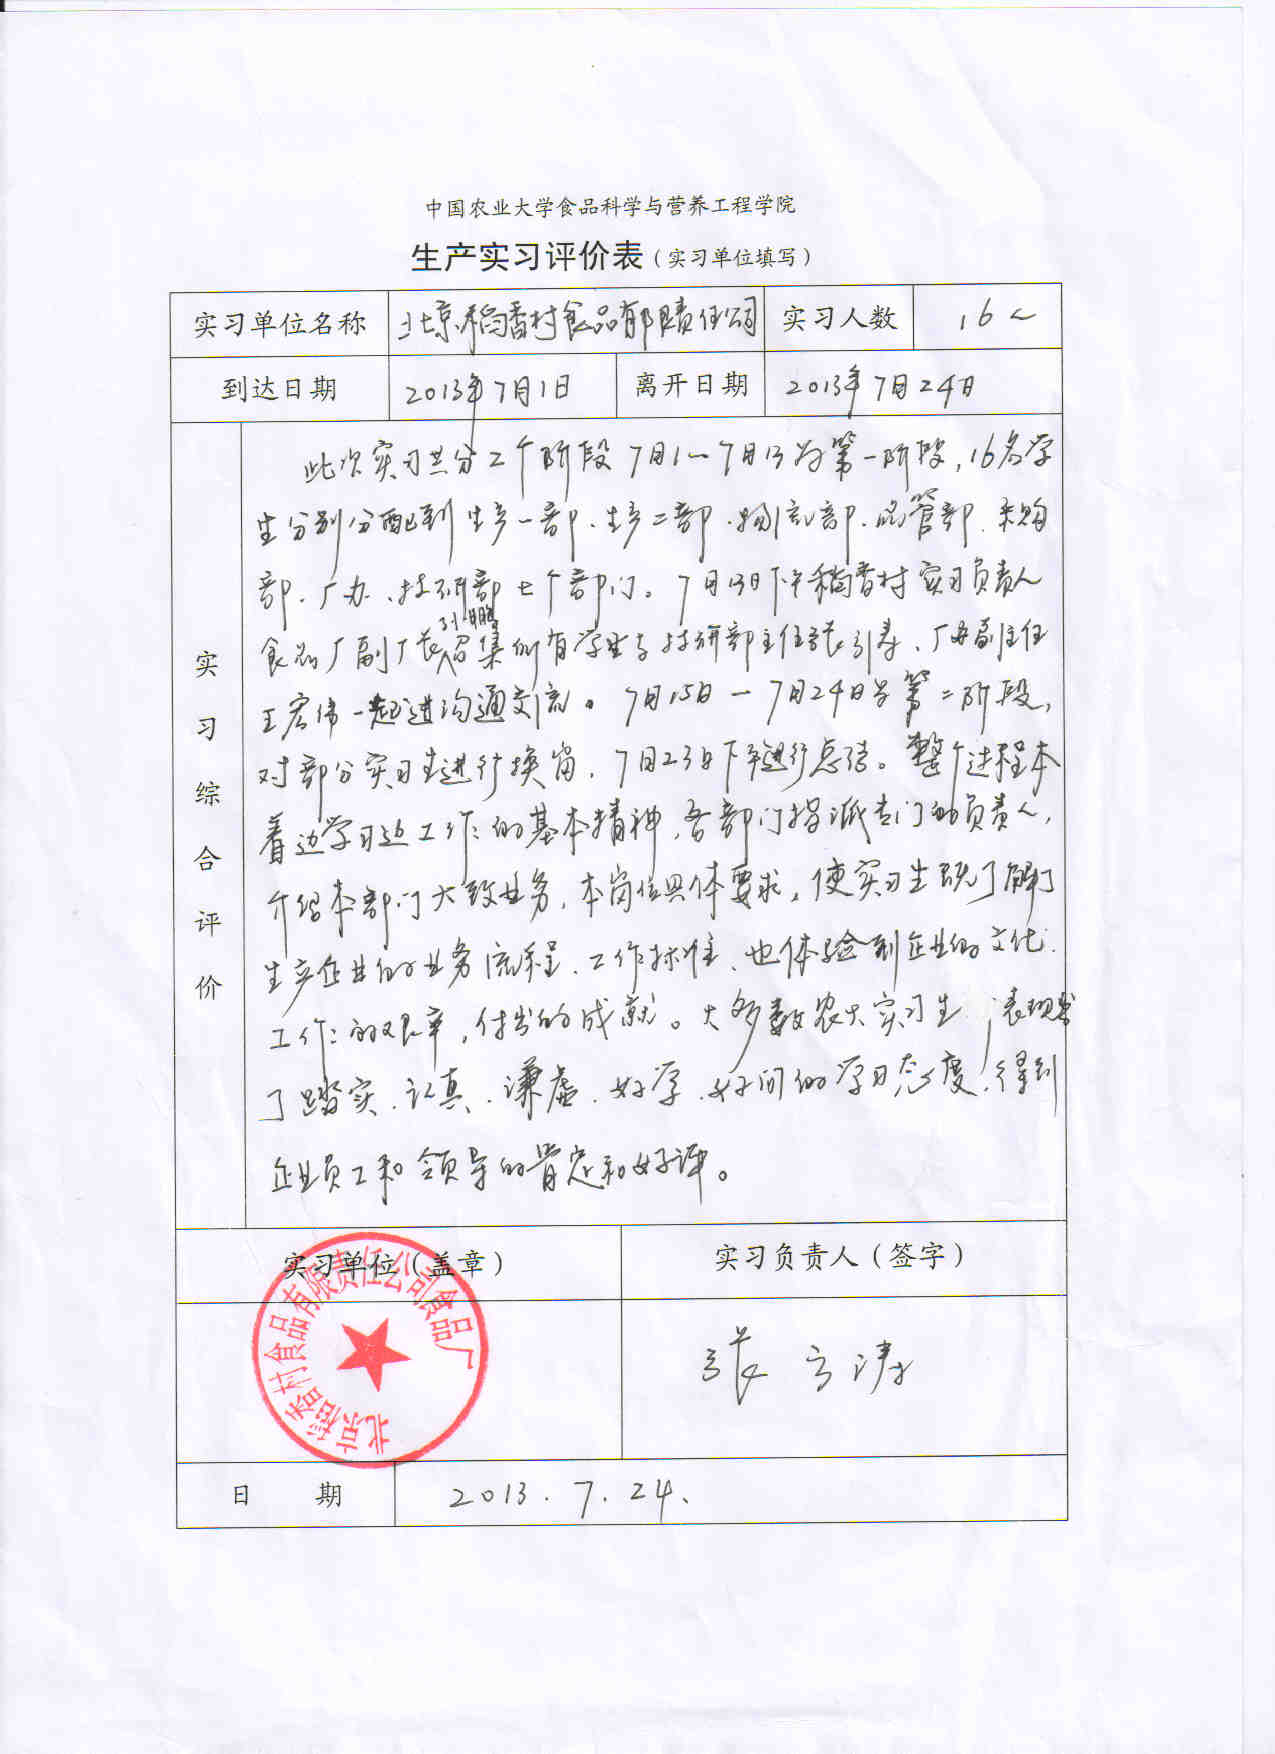 中国农业大学食品科学与营养工程学院
生产实习评价表(实习单位填写)
实习单位名称 北京稻香村食品有限责任公司 实习人数 16人
到达日期 2013年7月1日 离开日期 2013年7月24日
实习综合评价
此次实习共分二个阶段 7月1—7月13为第一阶段,16名学
生分别分配到生产一部、生产二部、物流部、品管部、采购
部、厂办、技研部七个部门。7月13日下午稻香村实习负责人
食品厂副厂长召集所有学生与技研部主任张引寿、厂办副主任
王宏伟一起进沟通交流。7月15日—7月24日为第二阶段,
对部分实习生进行换岗,7月23日下午进行总结。整个过程本
着边学习边工作的基本精神,各部门指派专门的负责人,
介绍本部门大致业务,本岗位具体要求,使实习生既了解了
生产企业的业务流程、工作标准、也体验到企业的文化、
工作的艰辛,付出的成就。大多数农大实习生 表现出
了踏实、认真、谦虚、好学、好问的学习态度,得到
企业员工和领导的肯定和好评。
实习单位(盖章) 实习负责人(签字)
北京稻香村食品有限责任公司食品厂
日 期 2013.7.24、